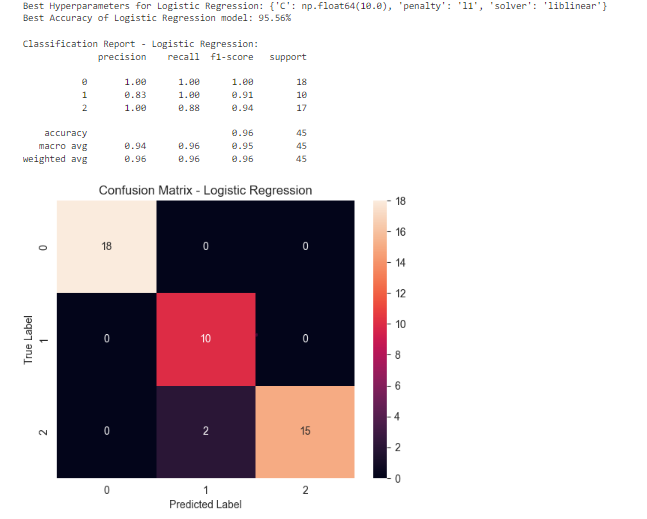 Best Hyperparameters for Logistic Regression: {'C': np.float64(10.0), 'penalty': 'l1', 'solver': 'liblinear'}
Best Accuracy of Logistic Regression model: 95.56%
Classification Report - Logistic Regression:
precision recall f1-score support
0 1.00 1.00 1.00 18
1 0.83 1.00 0.91 10
2 1.00 0.88 0.94 17
accuracy 0.96 45
macro avg 0.94 0.96 0.95 45
weighted avg 0.96 0.96 0.96 45
Confusion Matrix - Logistic Regression
True Label
0 18 0 0
1 0 10 0
2 0 2 15
0 1 2
Predicted Label
18
16
14
12
10
8
6
4
2
0